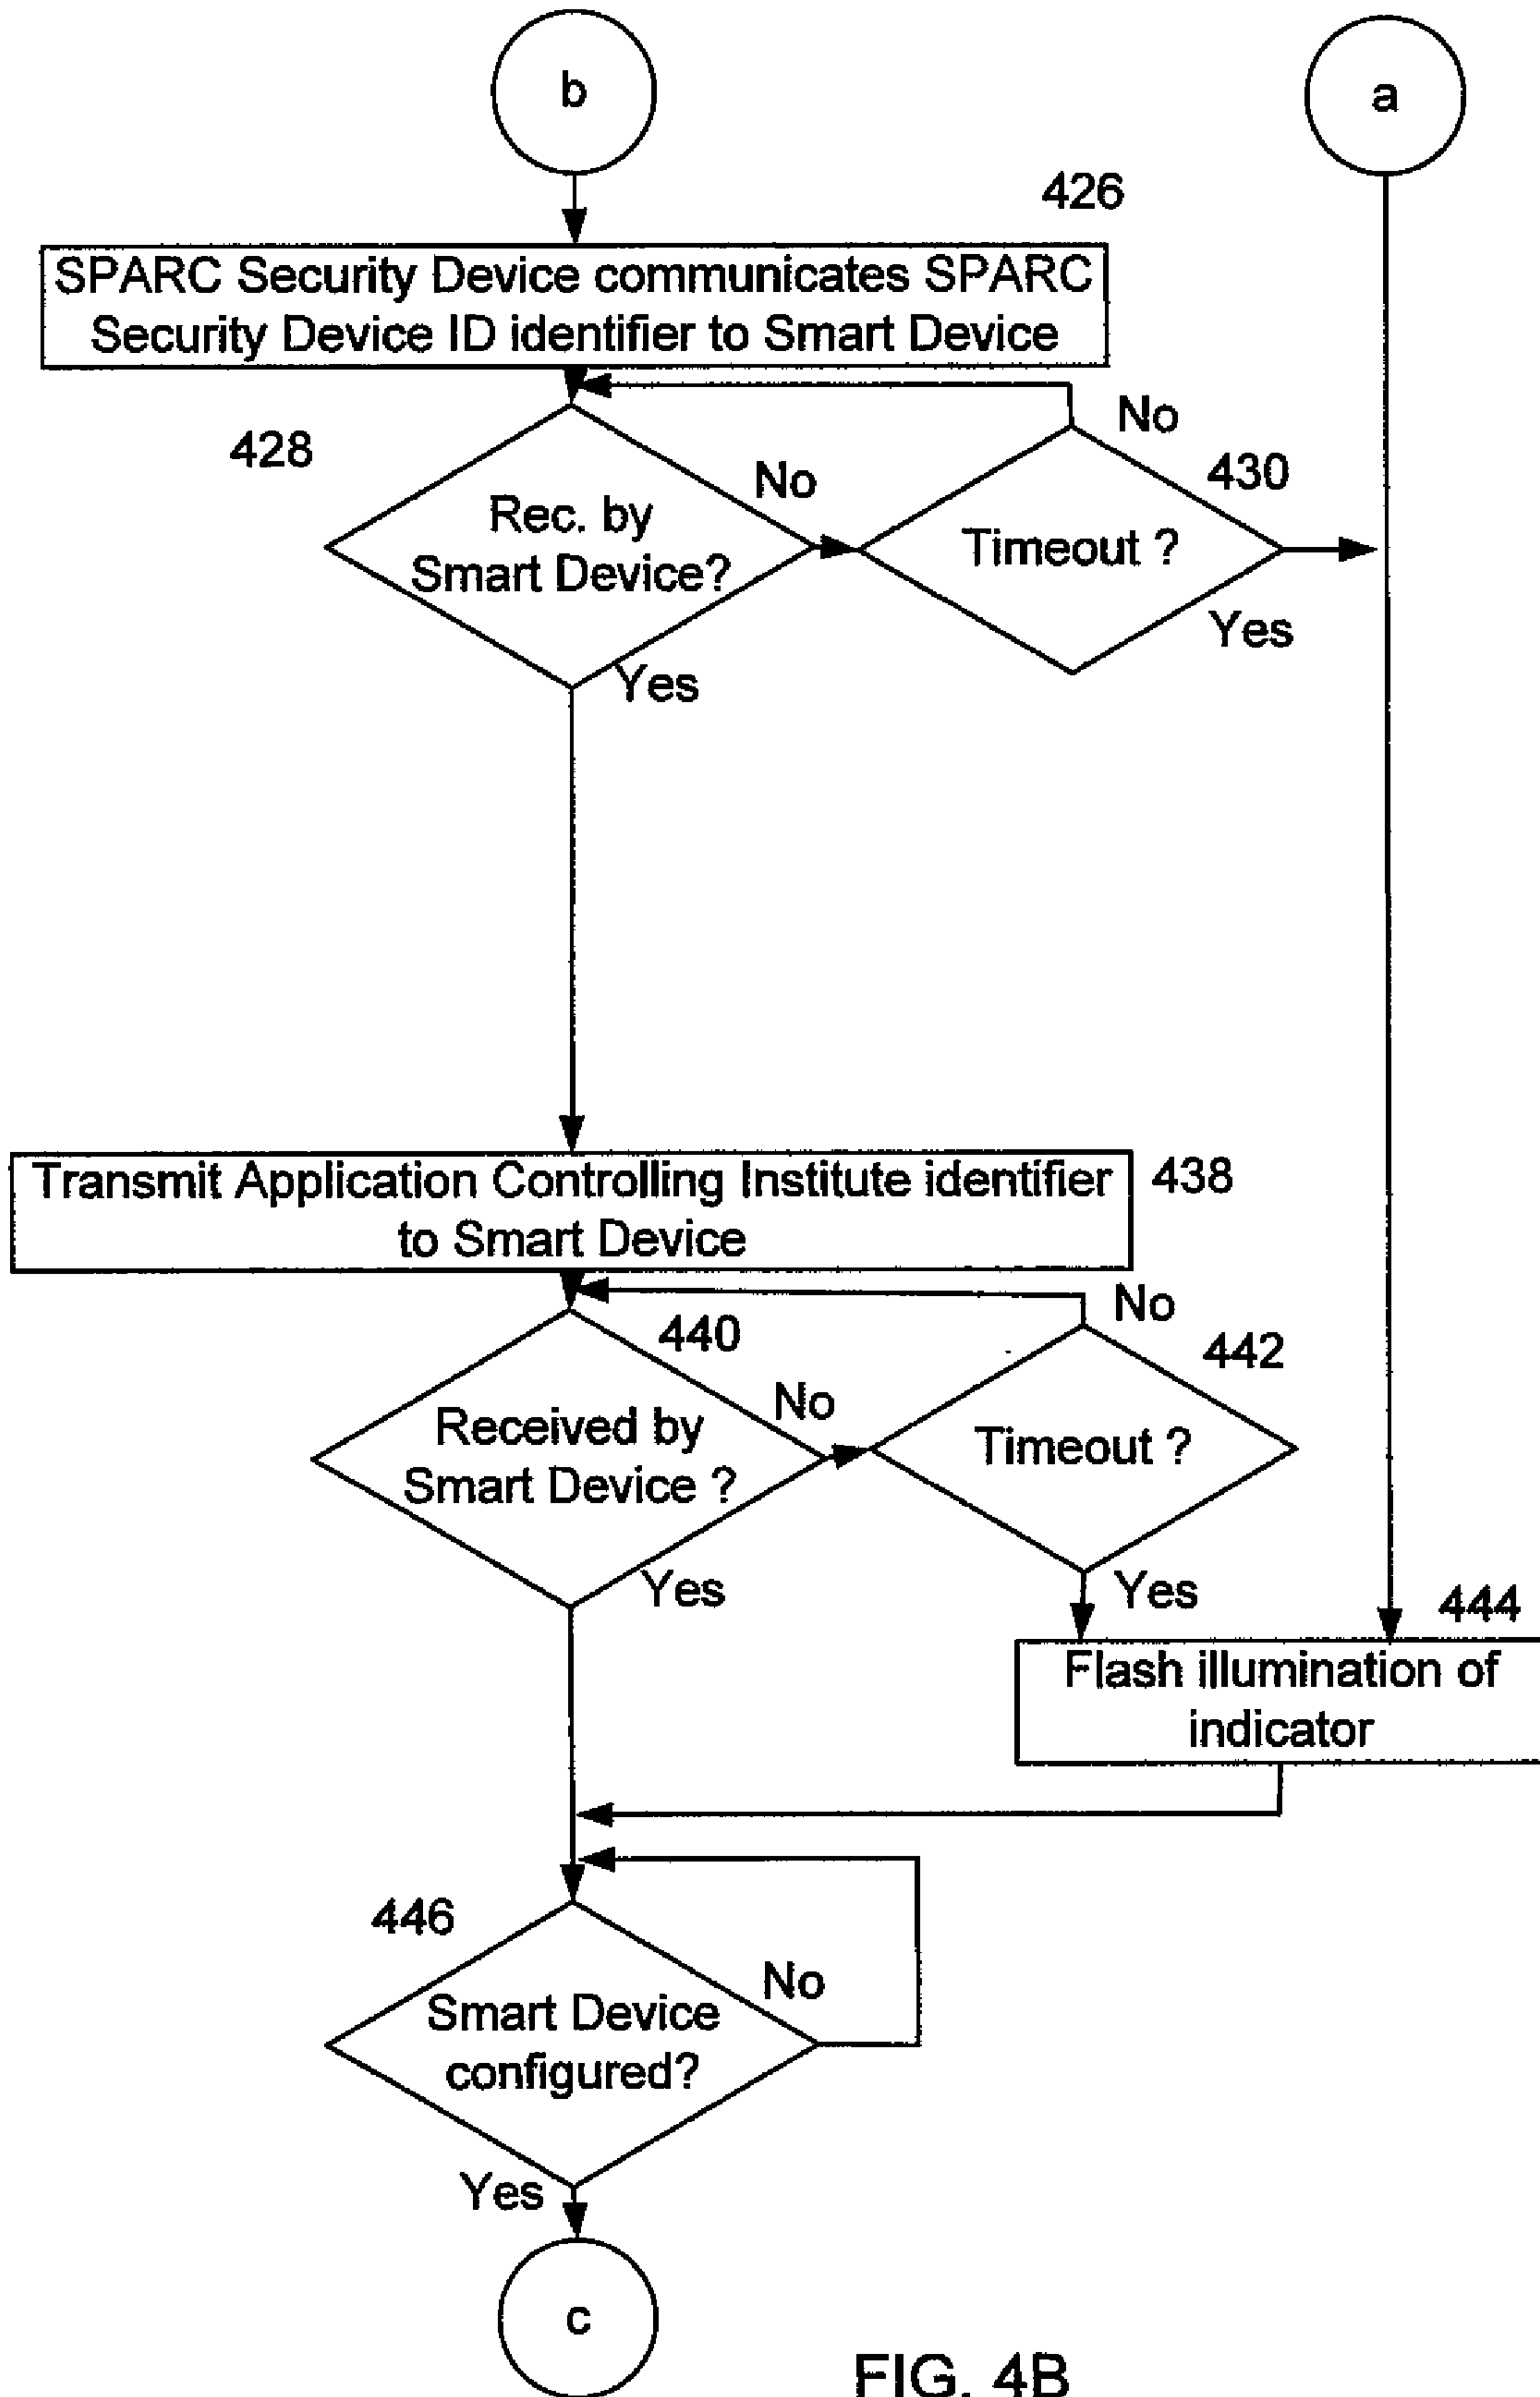 b
a
426
SPARC Security Device communicates SPARC
Security Device ID identifier to Smart Device
No
428
No
430
Rec. by
Smart Device?
Timeout ?
Yes
Yes
Transmit Application Controlling Institute identifier
to Smart Device
438
No
440
442
No
Received by
Smart Device ?
Timeout ?
Yes
Yes
444
Flash illumination of
indicator
446
No
Smart Device
configured?
Yes
c
FIG. 4B